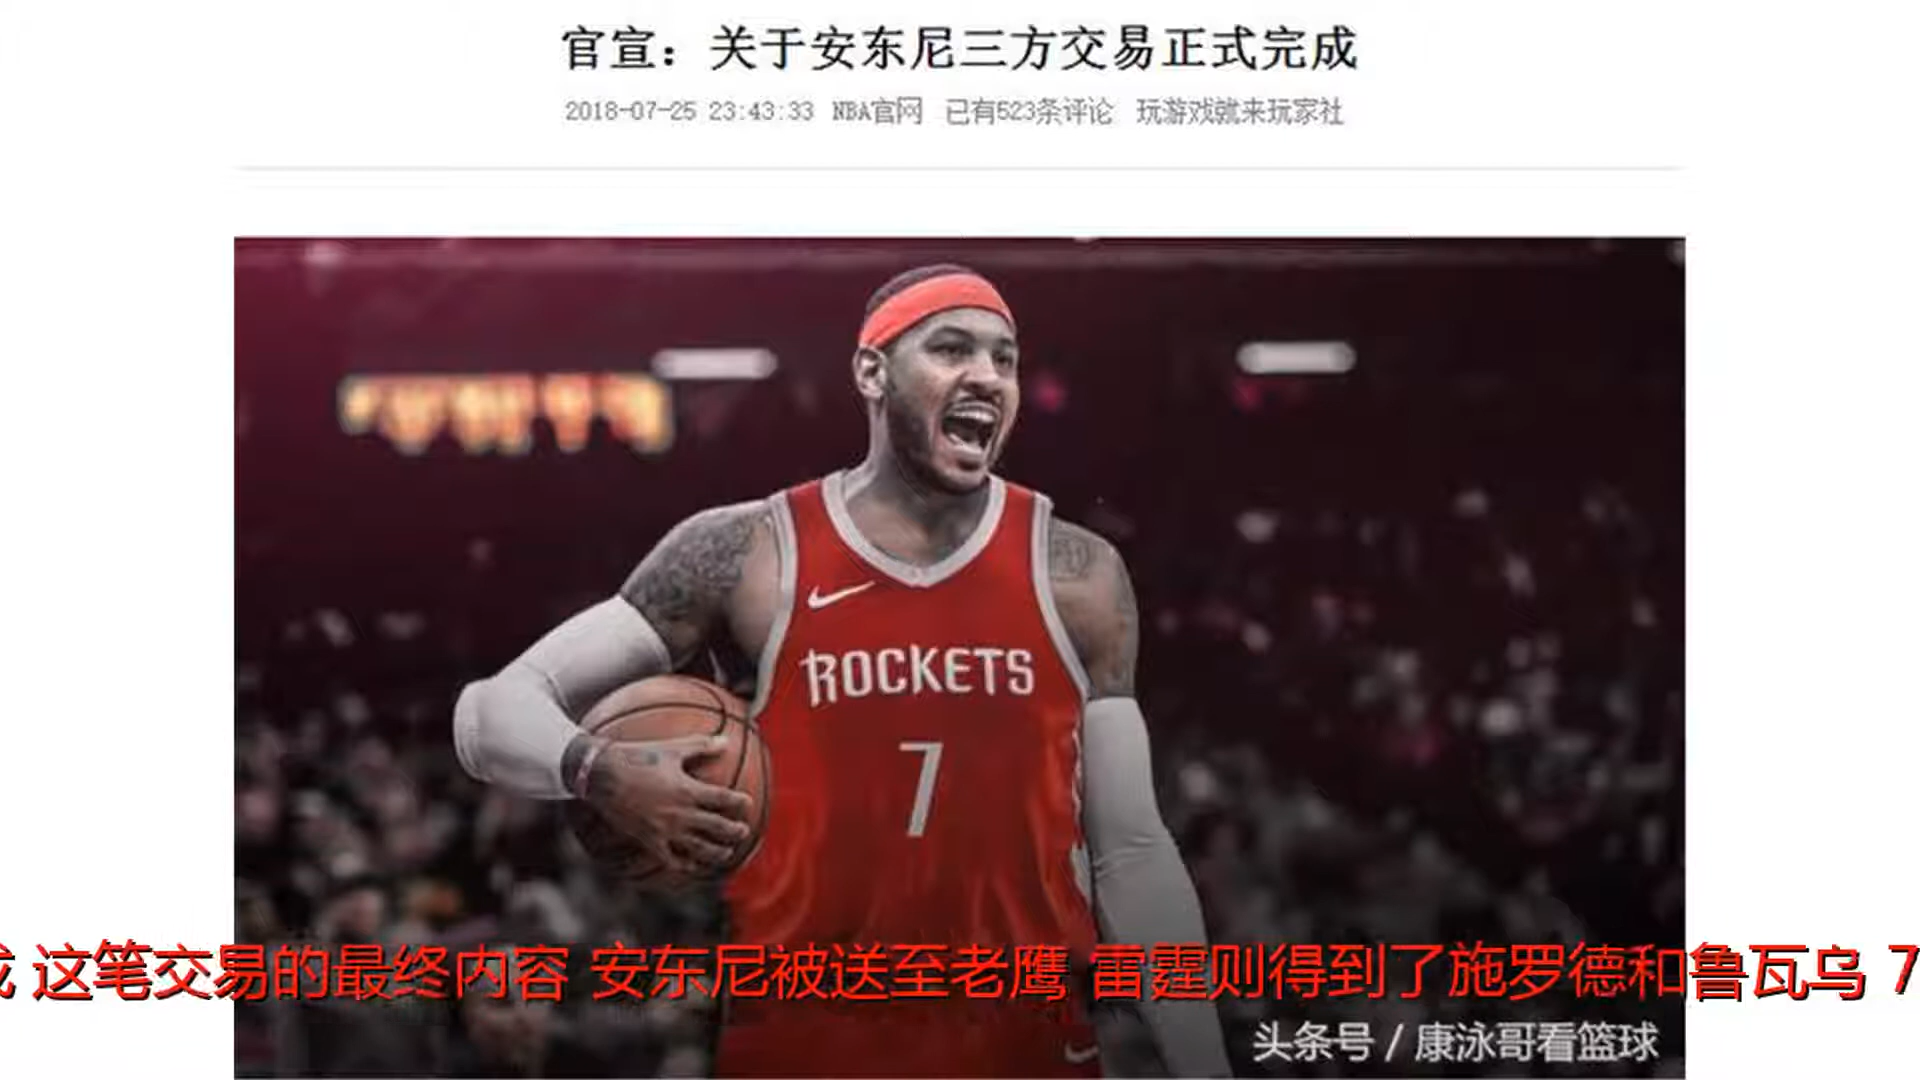 官宣：关于安东尼三方交易正式完成
2018-07-25 23:43:33 NBA官网 已有523条评论 玩游戏就来玩家社
ROCKETS
7
这笔交易的最终内容 安东尼被送至老鹰 雷霆则得到了施罗德和鲁瓦乌 7
头条号 / 康泳哥看篮球